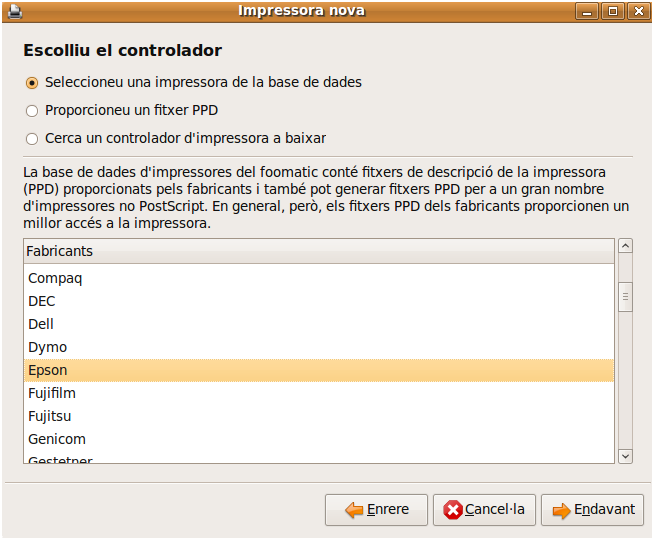 Impressora nova
Escolliu el controlador
Seleccioneu una impressora de la base de dades
Proporcioneu un fitxer PPD
Cerca un controlador d'impressora a baixar
La base de dades d'impressores del foomatic conté fitxers de descripció de la impressora
(PPD) proporcionats pels fabricants i també pot generar fitxers PPD per a un gran nombre
d'impressores no PostScript. En general, però, els fitxers PPD dels fabricants proporcionen un
millor accés a la impressora.
Fabricants
Compaq
DEC
Dell
Dymo
Epson
Fujifilm
Fujitsu
Genicom
Gestetner
Enrere Cancel·la Endavant